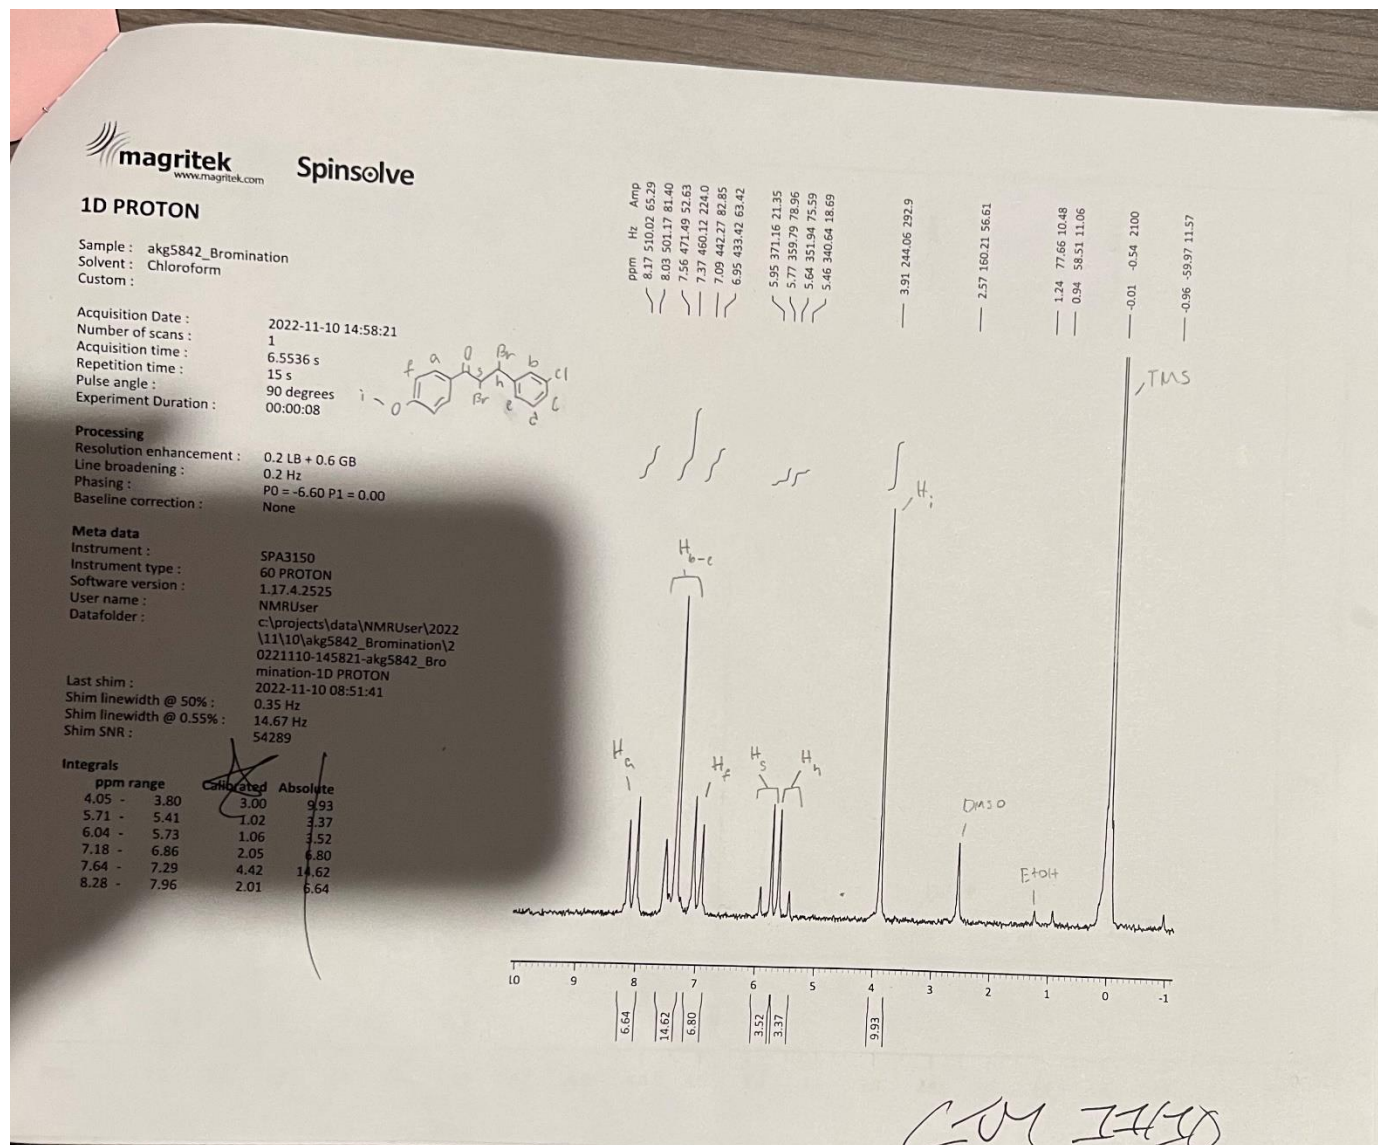 magritek
www.magritek.com
Spinsolve
1D PROTON
Sample : akg5842_Bromination
Solvent : Chloroform
Custom :
Acquisition Date : 2022-11-10 14:58:21
Number of scans : 1
Acquisition time : 6.5536 s
Repetition time : 15 s
Pulse angle : 90 degrees
Experiment Duration : 00:00:08
Processing
Resolution enhancement : 0.2 LB + 0.6 GB
Line broadening : 0.2 Hz
Phasing : P0 = -6.60 P1 = 0.00
Baseline correction : None
Meta data
Instrument : SPA3150
Instrument type : 60 PROTON
Software version : 1.17.4.2525
User name : NMRUser
Datafolder : c:\projects\data\NMRUser\2022
\11\10\akg5842_Bromination\2
0221110-145821-akg5842_Bro
mination-1D PROTON
Last shim : 2022-11-10 08:51:41
Shim linewidth @ 50% : 0.35 Hz
Shim linewidth @ 0.55% : 14.67 Hz
Shim SNR : 54289
Integrals
ppm range Calibrated Absolute
4.05 - 3.80 3.00 9.93
5.71 - 5.41 1.02 3.37
6.04 - 5.73 1.06 3.52
7.18 - 6.86 2.05 6.80
7.64 - 7.29 4.42 14.62
8.28 - 7.96 2.01 6.64
ppm Hz Amp
8.17 510.02 65.29
8.03 501.17 81.40
7.56 471.49 52.63
7.37 460.12 224.0
7.09 442.27 82.85
6.95 433.42 63.42
5.95 371.16 21.35
5.77 359.79 78.96
5.64 351.94 75.59
5.46 340.64 18.69
3.91 244.06 292.9
2.57 160.21 56.61
1.24 77.66 10.48
0.94 58.51 11.06
-0.01 -0.54 2100
-0.96 -59.97 11.57
f a O s Br b Cl
i O Br h e d c
TMS
Hi
Hb-e
Ha
Hf
Hs
Hh
DMSO
EtOH
10 9 8 7 6 5 4 3 2 1 0 -1
6.64 14.62 6.80 3.52 3.37 9.93